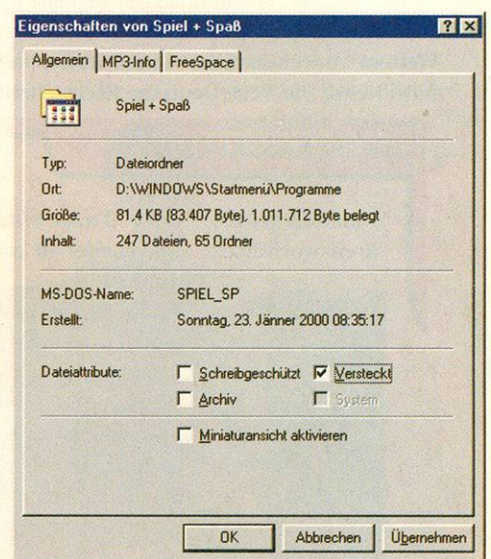 Eigenschaften von Spiel + Spaß
Allgemein MP3-Info FreeSpace
Spiel + Spaß
Typ: Dateiordner
Ort: D:\WINDOWS\Startmenü\Programme
Größe: 81,4 KB (83.407 Byte), 1.011.712 Byte belegt
Inhalt: 247 Dateien, 65 Ordner
MS-DOS-Name: SPIEL_SP
Erstellt: Sonntag, 23. Jänner 2000 08:35:17
Dateiattribute: Schreibgeschützt Versteckt
Archiv System
Miniaturansicht aktivieren
OK Abbrechen Übernehmen